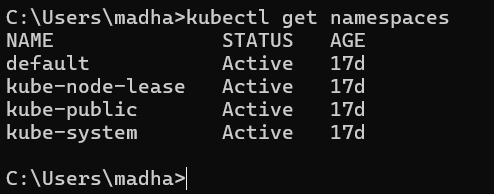 C:\Users\madha>kubectl get namespaces
NAME              STATUS   AGE
default           Active   17d
kube-node-lease   Active   17d
kube-public       Active   17d
kube-system       Active   17d
C:\Users\madha>